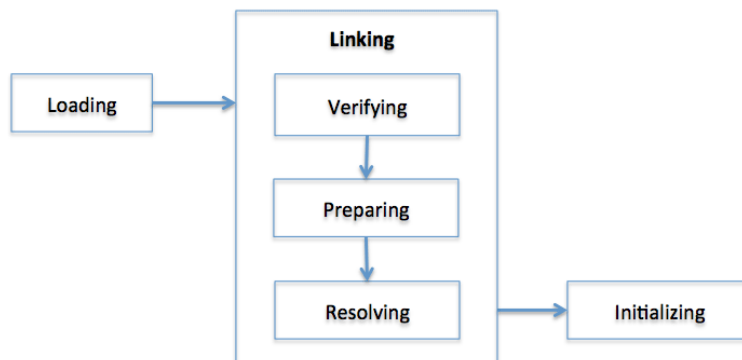 Linking
Loading
Verifying
Preparing
Resolving
Initializing